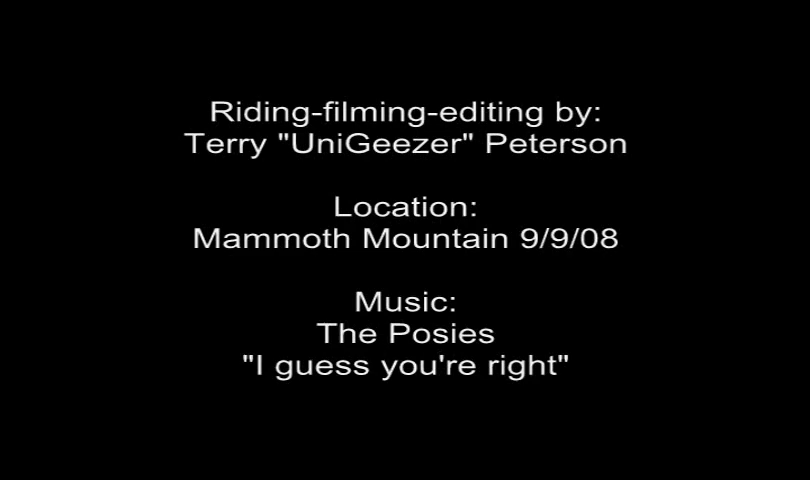 Riding-filming-editing by:
Terry "UniGeezer" Peterson
Location:
Mammoth Mountain 9/9/08
Music:
The Posies
"I guess you're right"